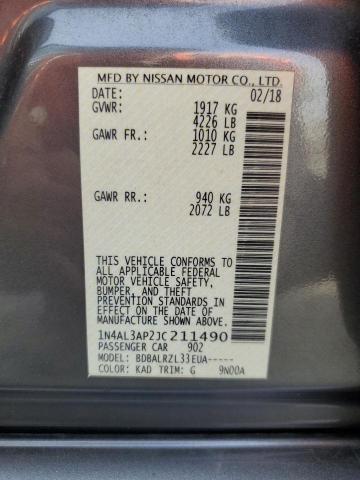 MFD BY NISSAN MOTOR CO., LTD.
DATE: 02/18
GVWR: 1917 KG
4226 LB
GAWR FR.: 1010 KG
2227 LB
GAWR RR.: 940 KG
2072 LB
THIS VEHICLE CONFORMS TO
ALL APPLICABLE FEDERAL
MOTOR VEHICLE SAFETY,
BUMPER, AND THEFT
PREVENTION STANDARDS IN
EFFECT ON THE DATE OF
MANUFACTURE SHOWN ABOVE.
1N4AL3AP2JC211490
PASSENGER CAR 902
MODEL: BDBALRZL33EUA-----
COLOR: KAD TRIM: G 9N00A